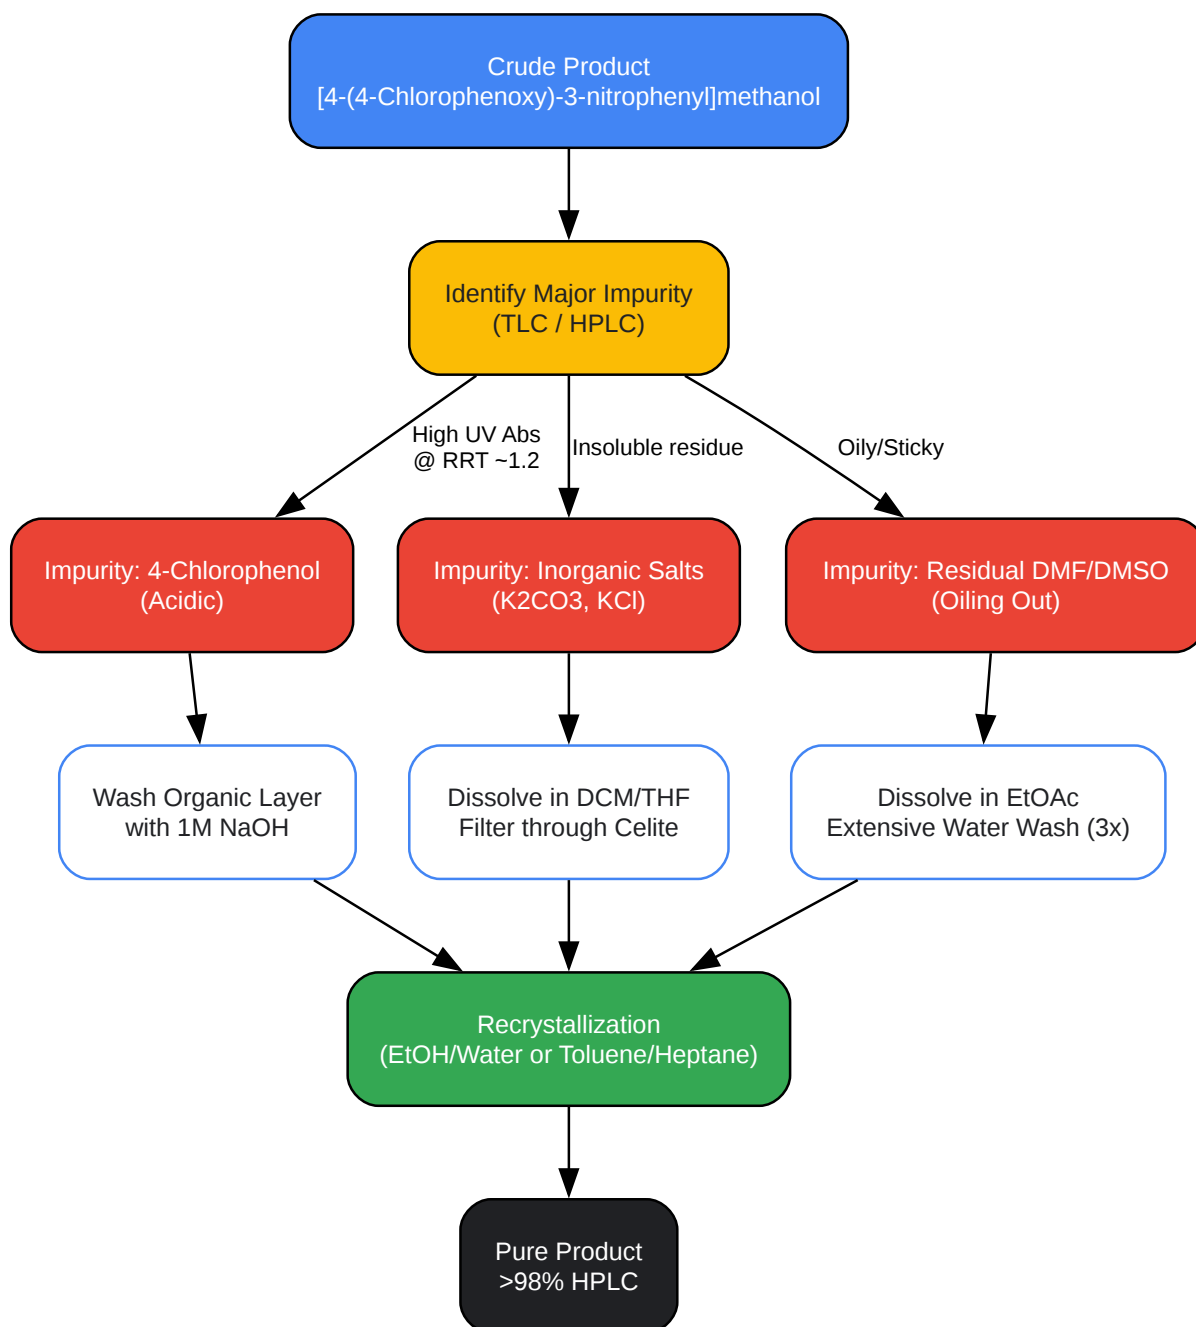 Crude Product
[4-(4-Chlorophenoxy)-3-nitrophenyl]methanol
Identify Major Impurity
(TLC / HPLC)
High UV Abs
@ RRT ~1.2
Insoluble residue
Oily/Sticky
Impurity: 4-Chlorophenol
(Acidic)
Impurity: Inorganic Salts
(K2CO3, KCl)
Impurity: Residual DMF/DMSO
(Oiling Out)
Wash Organic Layer
with 1M NaOH
Dissolve in DCM/THF
Filter through Celite
Dissolve in EtOAc
Extensive Water Wash (3x)
Recrystallization
(EtOH/Water or Toluene/Heptane)
Pure Product
>98% HPLC